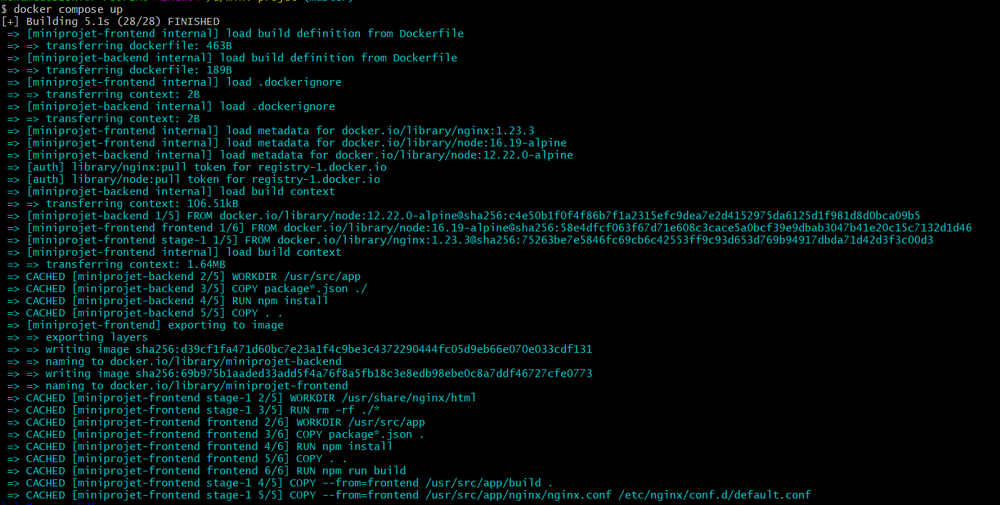 $ docker compose up
[+] Building 5.1s (28/28) FINISHED
=> [miniprojet-frontend internal] load build definition from Dockerfile
=> => transferring dockerfile: 463B
=> [miniprojet-backend internal] load build definition from Dockerfile
=> => transferring dockerfile: 189B
=> [miniprojet-frontend internal] load .dockerignore
=> => transferring context: 2B
=> [miniprojet-backend internal] load .dockerignore
=> => transferring context: 2B
=> [miniprojet-frontend internal] load metadata for docker.io/library/nginx:1.23.3
=> [miniprojet-frontend internal] load metadata for docker.io/library/node:16.19-alpine
=> [miniprojet-backend internal] load metadata for docker.io/library/node:12.22.0-alpine
=> [auth] library/nginx:pull token for registry-1.docker.io
=> [auth] library/node:pull token for registry-1.docker.io
=> [miniprojet-backend internal] load build context
=> => transferring context: 106.51kB
=> [miniprojet-backend 1/5] FROM docker.io/library/node:12.22.0-alpine@sha256:c4e50b1f0f4f86b7f1a2315efc9dea7e2d4152975da6125d1f981d8d0bca09b5
=> [miniprojet-frontend frontend 1/6] FROM docker.io/library/node:16.19-alpine@sha256:58e4dfcf063f67d71e608c3cace5a0bcf39e9dbab3047b41e20c15c7132d1d46
=> [miniprojet-frontend stage-1 1/5] FROM docker.io/library/nginx:1.23.3@sha256:75263be7e5846fc69cb6c42553ff9c93d653d769b94917dbda71d42d3f3c00d3
=> [miniprojet-frontend internal] load build context
=> => transferring context: 1.64MB
=> CACHED [miniprojet-backend 2/5] WORKDIR /usr/src/app
=> CACHED [miniprojet-backend 3/5] COPY package*.json ./
=> CACHED [miniprojet-backend 4/5] RUN npm install
=> CACHED [miniprojet-backend 5/5] COPY . .
=> [miniprojet-frontend] exporting to image
=> => exporting layers
=> => writing image sha256:d39cf1fa471d60bc7e23a1f4c9be3c4372290444fc05d9eb66e070e033cdf131
=> => naming to docker.io/library/miniprojet-backend
=> => writing image sha256:69b975b1aaded33add5f4a76f8a5fb18c3e8edb98ebe0c8a7ddf46727cfe0773
=> => naming to docker.io/library/miniprojet-frontend
=> CACHED [miniprojet-frontend stage-1 2/5] WORKDIR /usr/share/nginx/html
=> CACHED [miniprojet-frontend stage-1 3/5] RUN rm -rf ./*
=> CACHED [miniprojet-frontend frontend 2/6] WORKDIR /usr/src/app
=> CACHED [miniprojet-frontend frontend 3/6] COPY package*.json .
=> CACHED [miniprojet-frontend frontend 4/6] RUN npm install
=> CACHED [miniprojet-frontend frontend 5/6] COPY . .
=> CACHED [miniprojet-frontend frontend 6/6] RUN npm run build
=> CACHED [miniprojet-frontend stage-1 4/5] COPY --from=frontend /usr/src/app/build .
=> CACHED [miniprojet-frontend stage-1 5/5] COPY --from=frontend /usr/src/app/nginx/nginx.conf /etc/nginx/conf.d/default.conf